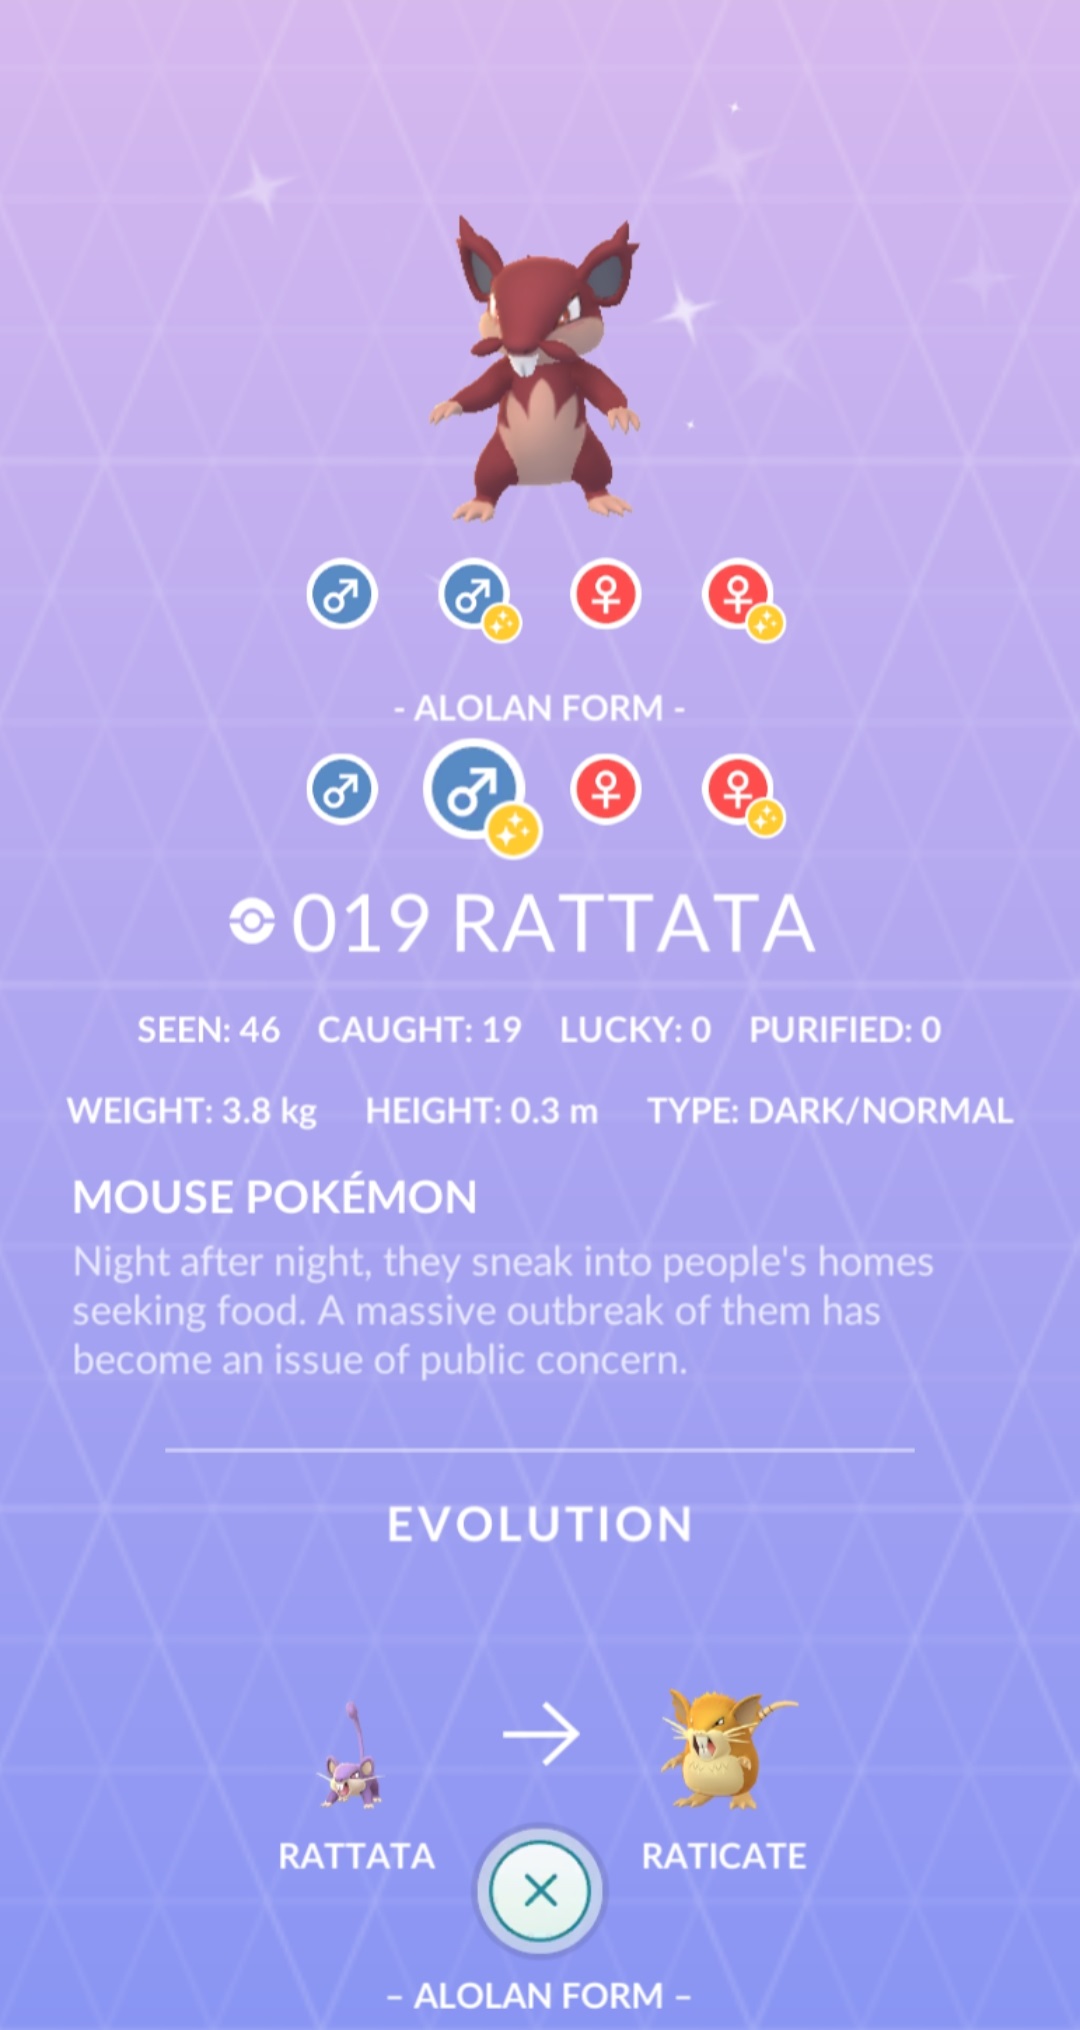 - ALOLAN FORM -
019 RATTATA
SEEN: 46 CAUGHT: 19 LUCKY: 0 PURIFIED: 0
WEIGHT: 3.8 kg HEIGHT: 0.3 m TYPE: DARK/NORMAL
MOUSE POKÉMON
Night after night, they sneak into people's homes
seeking food. A massive outbreak of them has
become an issue of public concern.
EVOLUTION
RATTATA RATICATE
- ALOLAN FORM -